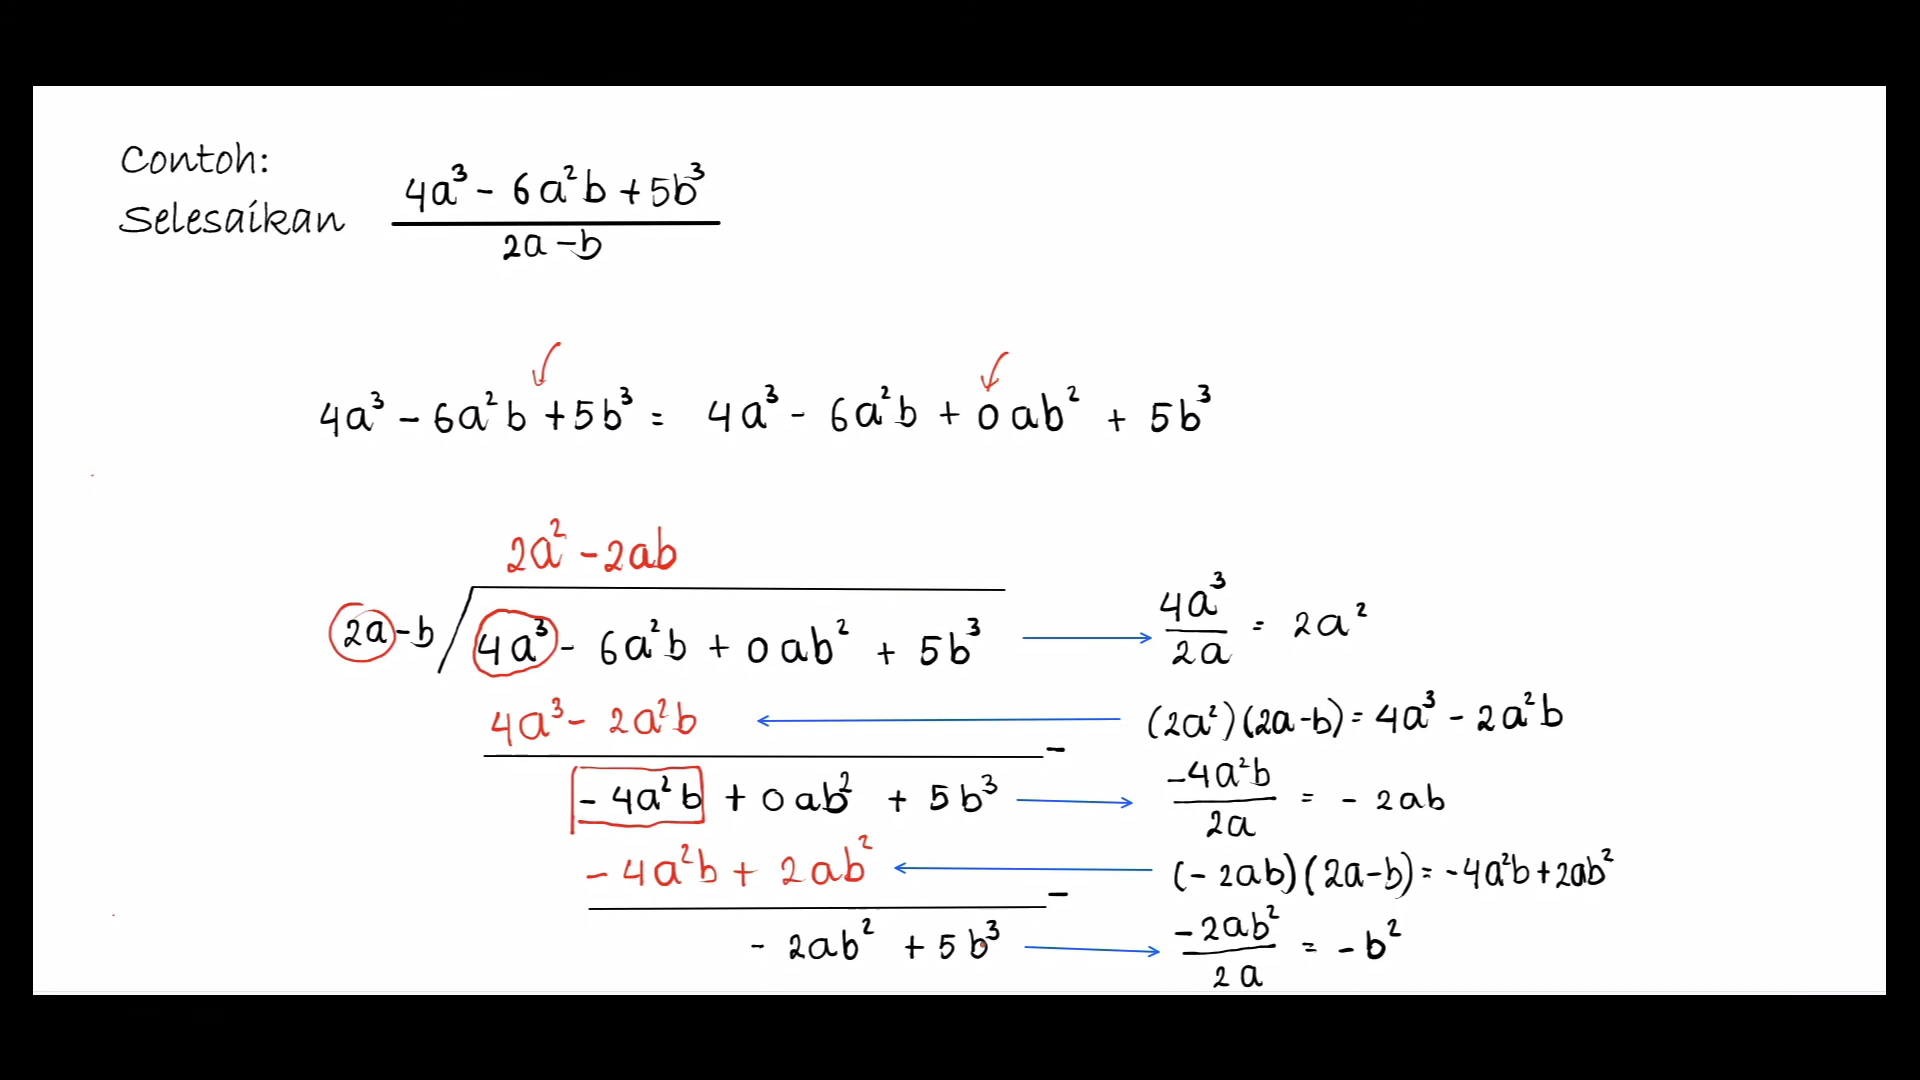 Contoh:
Selesaikan (4a³ - 6a²b + 5b³)/(2a - b)
4a³ - 6a²b + 5b³ = 4a³ - 6a²b + 0ab² + 5b³
2a² - 2ab
2a - b / 4a³ - 6a²b + 0ab² + 5b³ → 4a³/2a = 2a²
4a³ - 2a²b ← (2a²)(2a - b) = 4a³ - 2a²b
-
- 4a²b + 0ab² + 5b³ → -4a²b/2a = - 2ab
- 4a²b + 2ab² ← (- 2ab)(2a - b) = - 4a²b + 2ab²
-
- 2ab² + 5b³ → -2ab²/2a = - b²